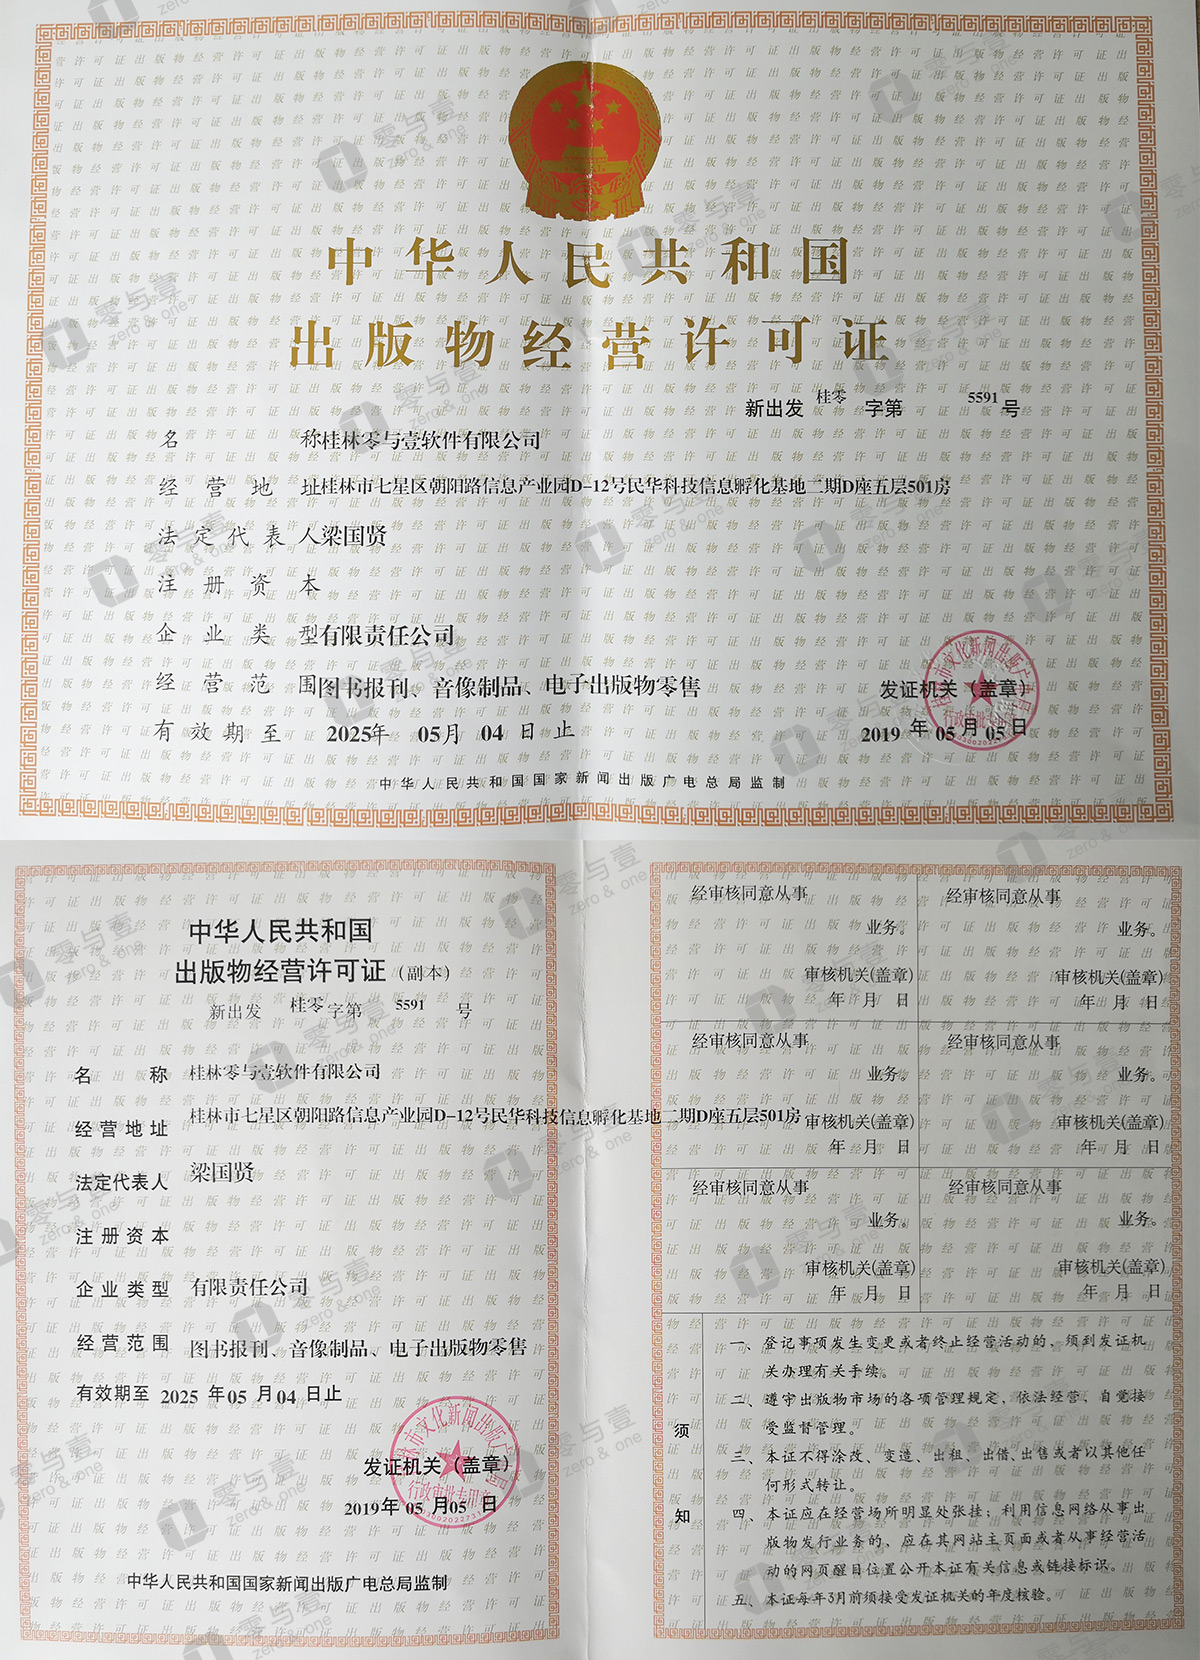 中华人民共和国
出版物经营许可证
新出发 桂零 字第 5591 号
名 称 桂林零与壹软件有限公司
经营地址 桂林市七星区朝阳路信息产业园D-12号民华科技信息孵化基地二期D座五层501房
法定代表人 梁国贤
注册资本
企业类型 有限责任公司
经营范围 图书报刊、音像制品、电子出版物零售
发证机关（盖章）
有效期至 2025年 05月 04日止
2019年05月05日
中华人民共和国国家新闻出版广电总局监制
中华人民共和国
出版物经营许可证（副本）
新出发 桂零 字第 5591 号
名 称 桂林零与壹软件有限公司
经营地址 桂林市七星区朝阳路信息产业园D-12号民华科技信息孵化基地二期D座五层501房
法定代表人 梁国贤
注册资本
企业类型 有限责任公司
经营范围 图书报刊、音像制品、电子出版物零售
有效期至 2025 年05月04日止
发证机关（盖章）
2019年05月05日
中华人民共和国国家新闻出版广电总局监制
经审核同意从事
业务。
审核机关(盖章)
年 月 日
经审核同意从事
业务。
审核机关(盖章)
年 月 日
经审核同意从事
业务。
审核机关(盖章)
年 月 日
经审核同意从事
业务。
审核机关(盖章)
年 月 日
经审核同意从事
业务。
审核机关(盖章)
年 月 日
经审核同意从事
业务。
审核机关(盖章)
年 月 日
须知
一、登记事项发生变更或者终止经营活动的，须到发证机
关办理有关手续。
二、遵守出版物市场的各项管理规定，依法经营，自觉接
受监督管理。
三、本证不得涂改、变造、出租、出借、出售或者以其他任
何形式转让。
四、本证应在经营场所明显处张挂；利用信息网络从事出
版物发行业务的，应在其网站主页面或者从事经营活
动的网页醒目位置公开本证有关信息或链接标识。
五、本证每年3月前须接受发证机关的年度核验。
零与壹
zero & one